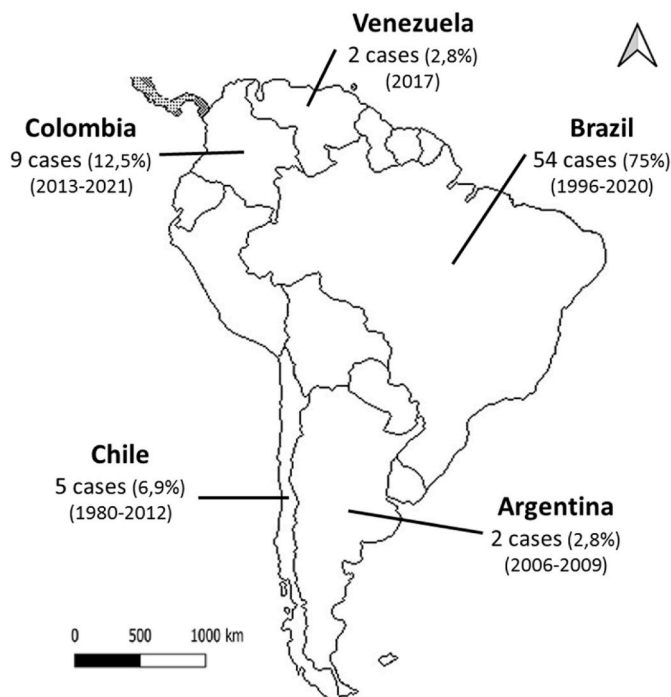 Venezuela
2 cases (2,8%)
(2017)
Colombia
9 cases (12,5%)
(2013-2021)
Brazil
54 cases (75%)
(1996-2020)
Chile
5 cases (6,9%)
(1980-2012)
Argentina
2 cases (2,8%)
(2006-2009)
0 500 1000 km